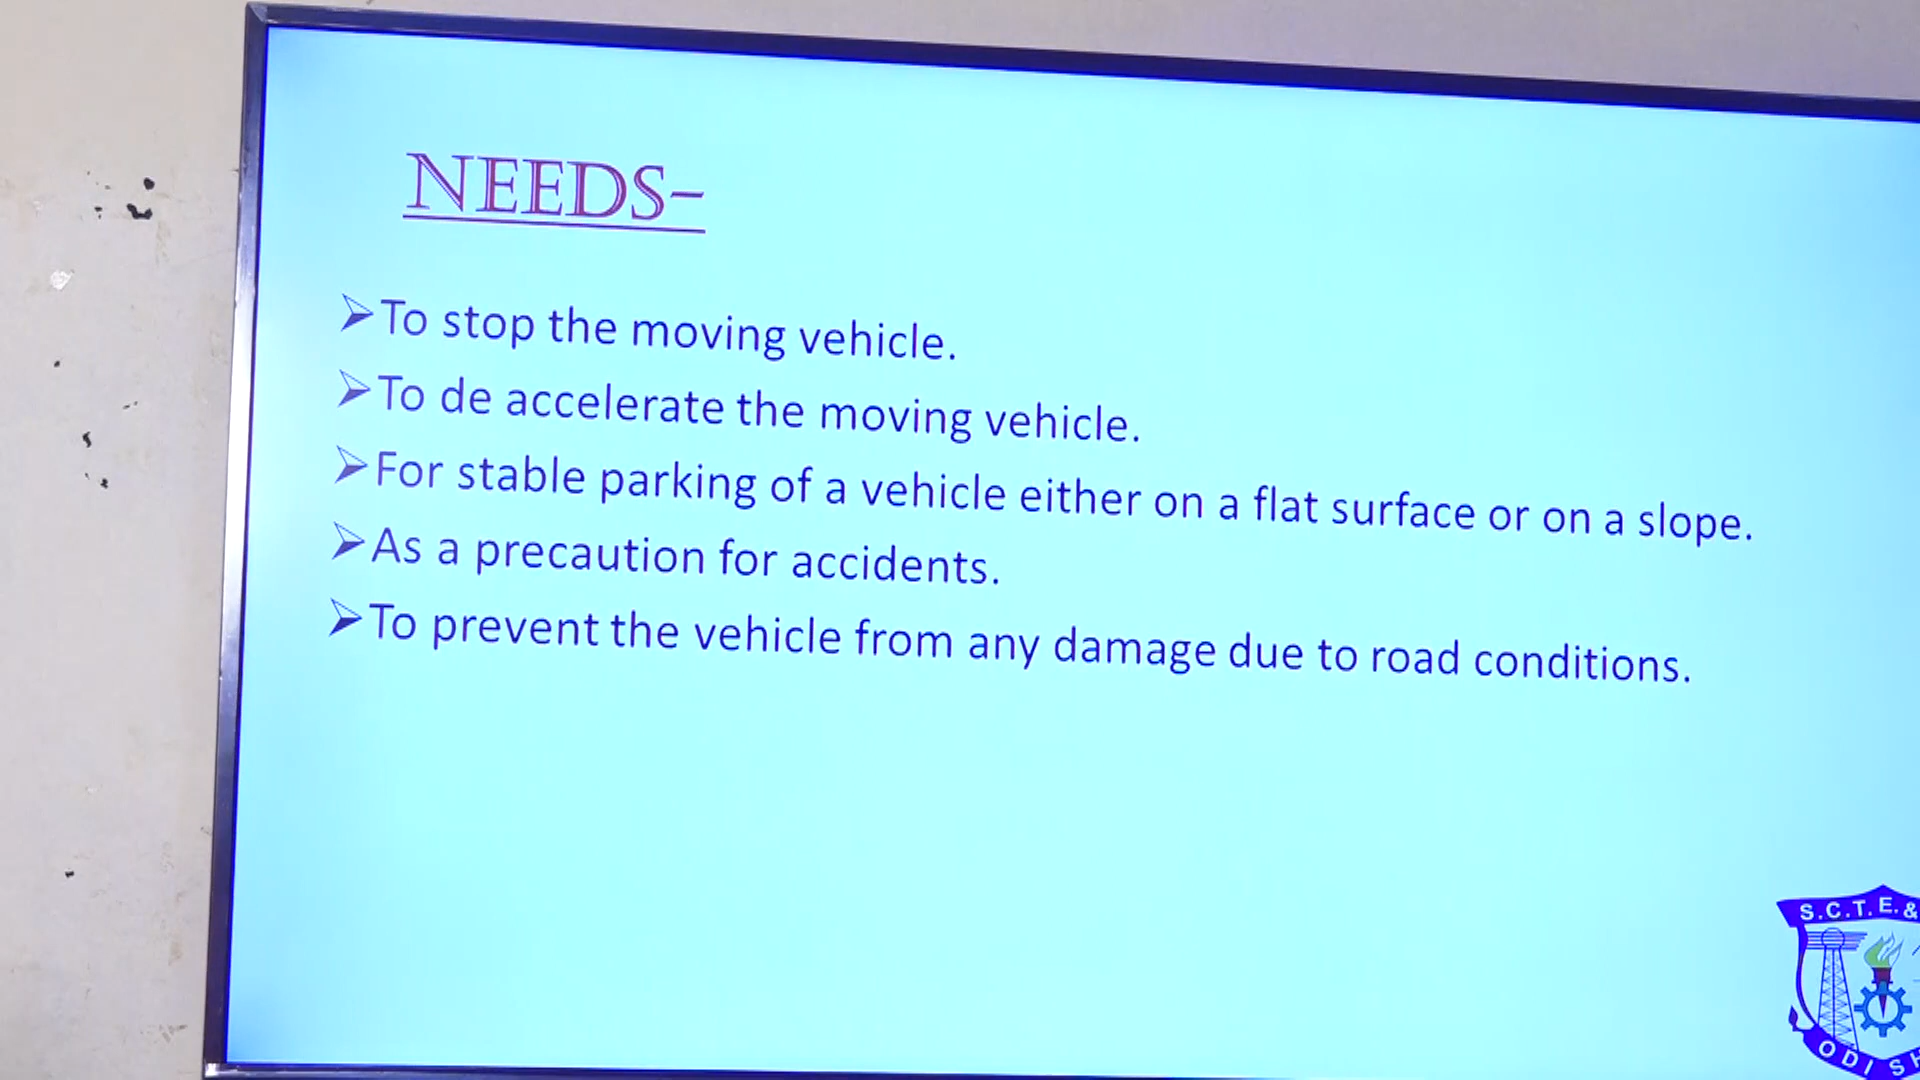 NEEDS-
➢To stop the moving vehicle.
➢To de accelerate the moving vehicle.
➢For stable parking of a vehicle either on a flat surface or on a slope.
➢As a precaution for accidents.
➢To prevent the vehicle from any damage due to road conditions.
S.C.T.E.&
ODISH